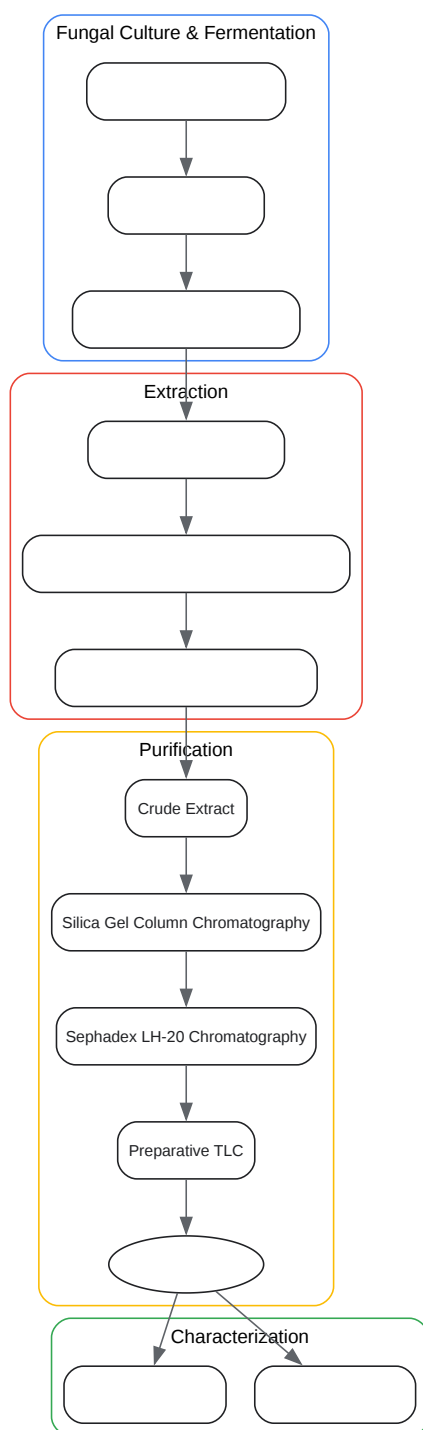 Fungal Culture & Fermentation
Extraction
Purification
Crude Extract
Silica Gel Column Chromatography
Sephadex LH-20 Chromatography
Preparative TLC
Characterization